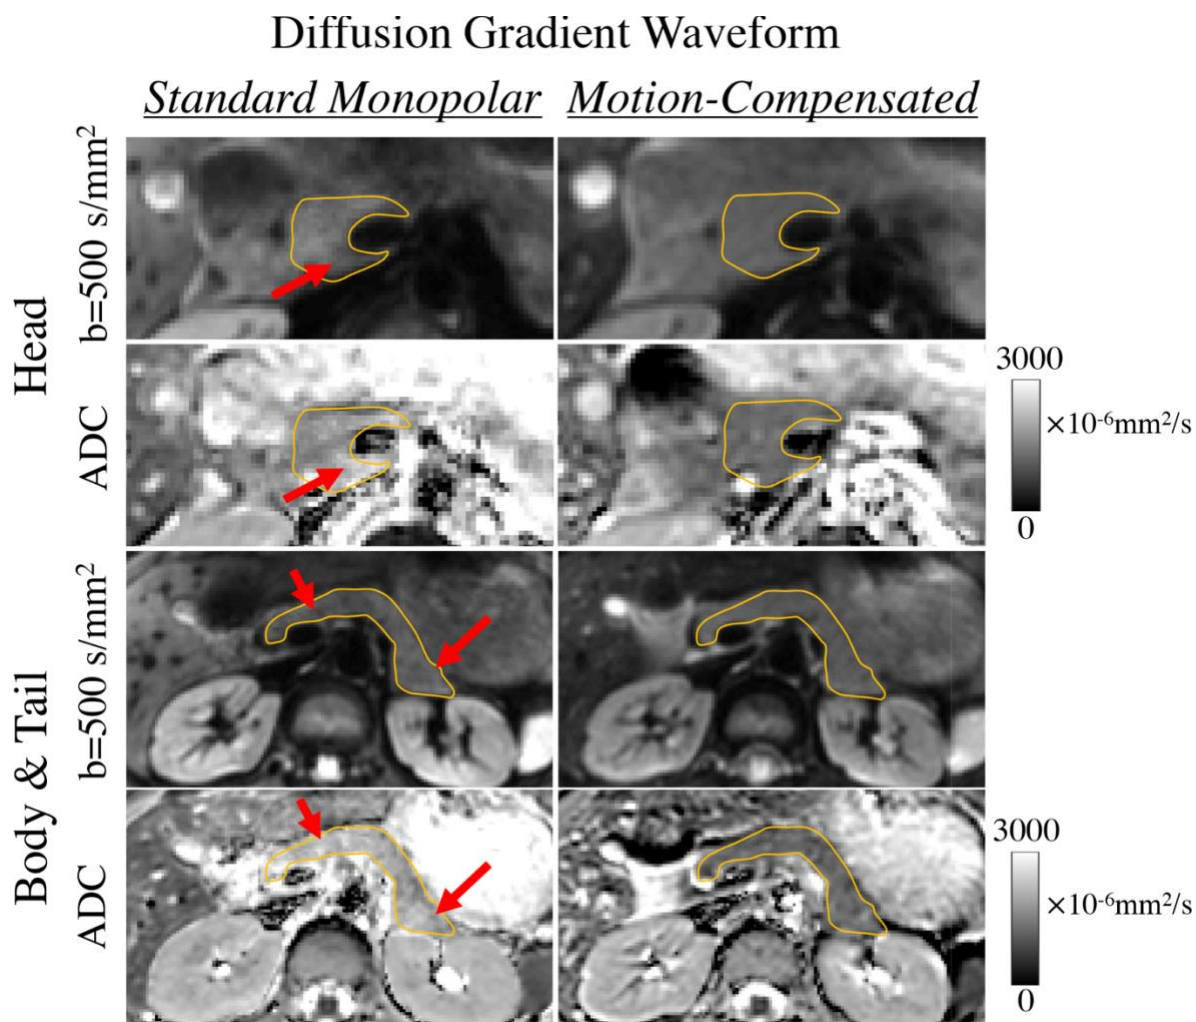 Diffusion Gradient Waveform
Standard Monopolar
Motion-Compensated
Head
b=500 s/mm²
ADC
3000
×10⁻⁶mm²/s
0
Body & Tail
b=500 s/mm²
ADC
3000
×10⁻⁶mm²/s
0